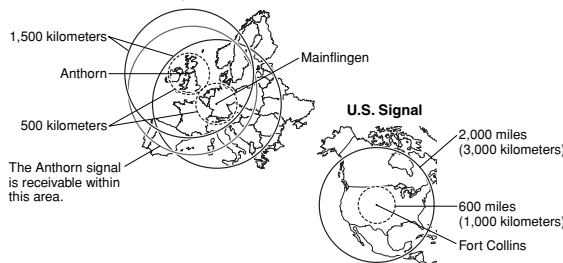 1,500 kilometers
Anthorn
Mainflingen
500 kilometers
The Anthorn signal
is receivable within
this area.
U.S. Signal
2,000 miles
(3,000 kilometers)
600 miles
(1,000 kilometers)
Fort Collins